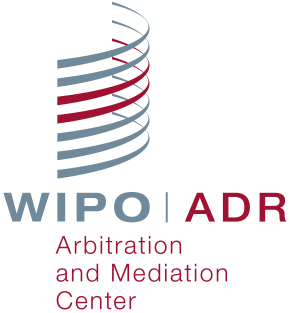 WIPO | ADR
Arbitration
and Mediation
Center